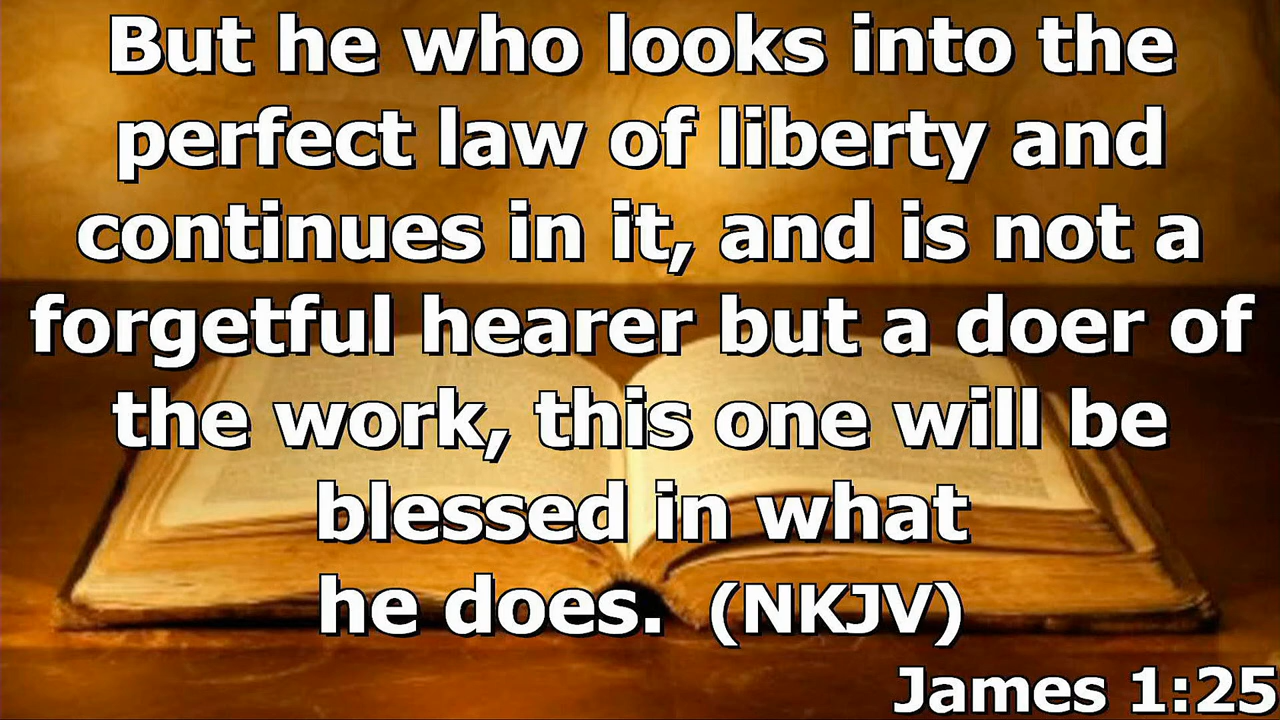 But he who looks into the
perfect law of liberty and
continues in it, and is not a
forgetful hearer but a doer of
the work, this one will be
blessed in what
he does.  (NKJV)
James 1:25